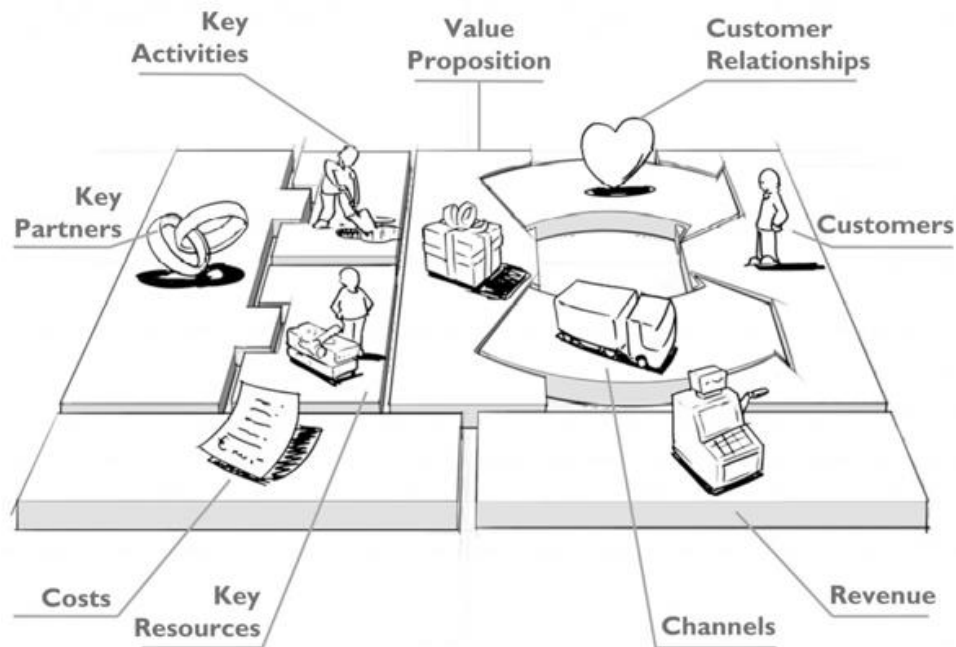 Key
Activities
Value
Proposition
Customer
Relationships
Key
Partners
Customers
Costs
Key
Resources
Channels
Revenue